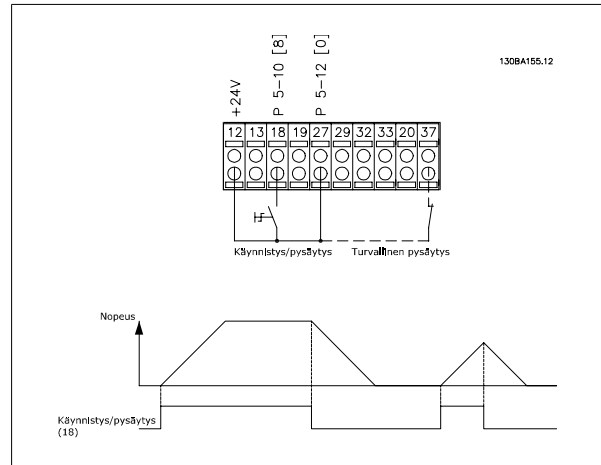 130BA155.12
+24V
P 5-10 [8]
P 5-12 [0]
12 13 18 19 27 29 32 33 20 37
Käynnistys/pysäytys
Turvallinen pysäytys
Nopeus
Käynnistys/pysäytys
(18)